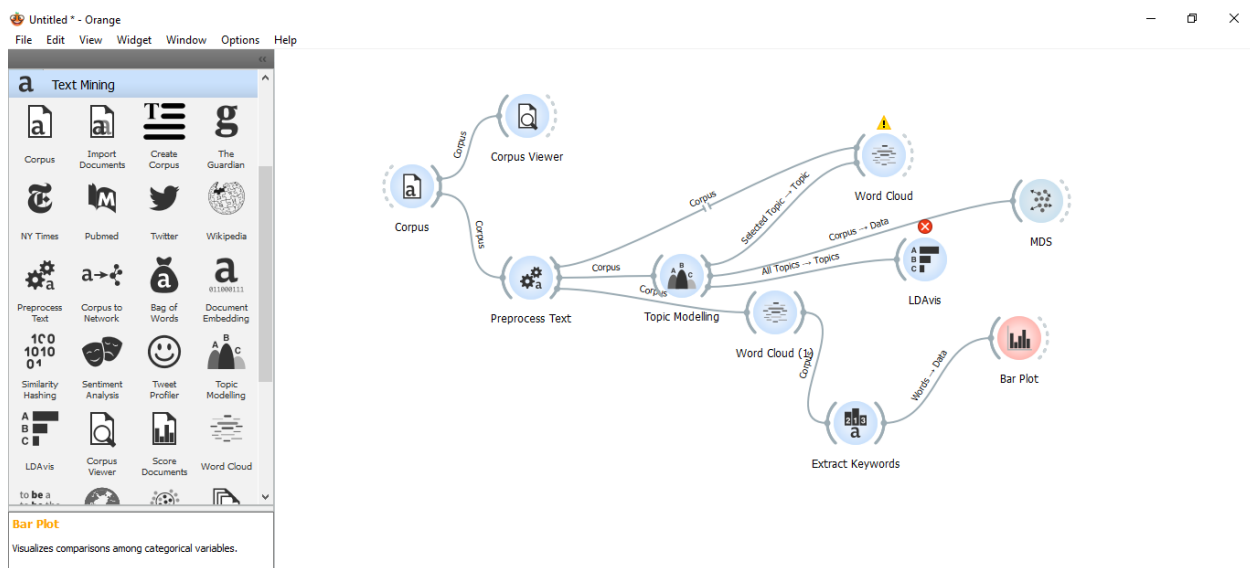 Untitled * - Orange
File Edit View Widget Window Options Help
Text Mining
Corpus
Import Documents
Create Corpus
The Guardian
NY Times
Pubmed
Twitter
Wikipedia
Preprocess Text
Corpus to Network
Bag of Words
Document Embedding
Similarity Hashing
Sentiment Analysis
Tweet Profiler
Topic Modelling
LDAvis
Corpus Viewer
Score Documents
Word Cloud
to be a
Bar Plot
Visualizes comparisons among categorical variables.
Corpus
Corpus Viewer
Corpus
Corpus
Preprocess Text
Corpus
Corpus
Corpus
Topic Modelling
Selected Topic → Topic
Word Cloud
Corpus → Data
MDS
All Topics → Topics
LDAvis
Word Cloud (1)
Corpus
Extract Keywords
Words → Data
Bar Plot